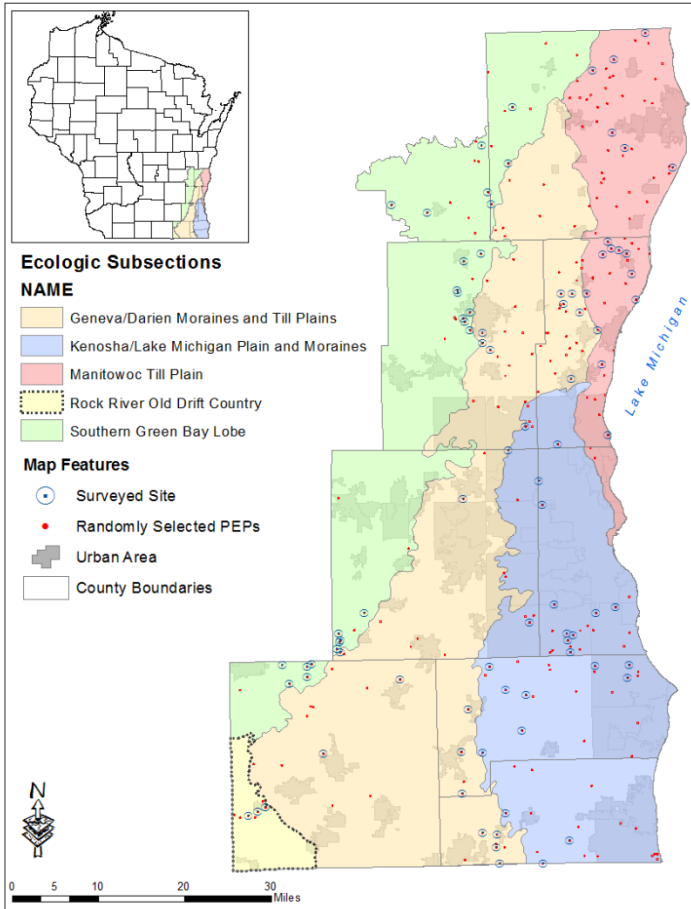 Ecologic Subsections
NAME
Geneva/Darien Moraines and Till Plains
Kenosha/Lake Michigan Plain and Moraines
Manitowoc Till Plain
Rock River Old Drift Country
Southern Green Bay Lobe
Map Features
Surveyed Site
Randomly Selected PEPs
Urban Area
County Boundaries
Lake Michigan
N
0 5 10 20 30
Miles